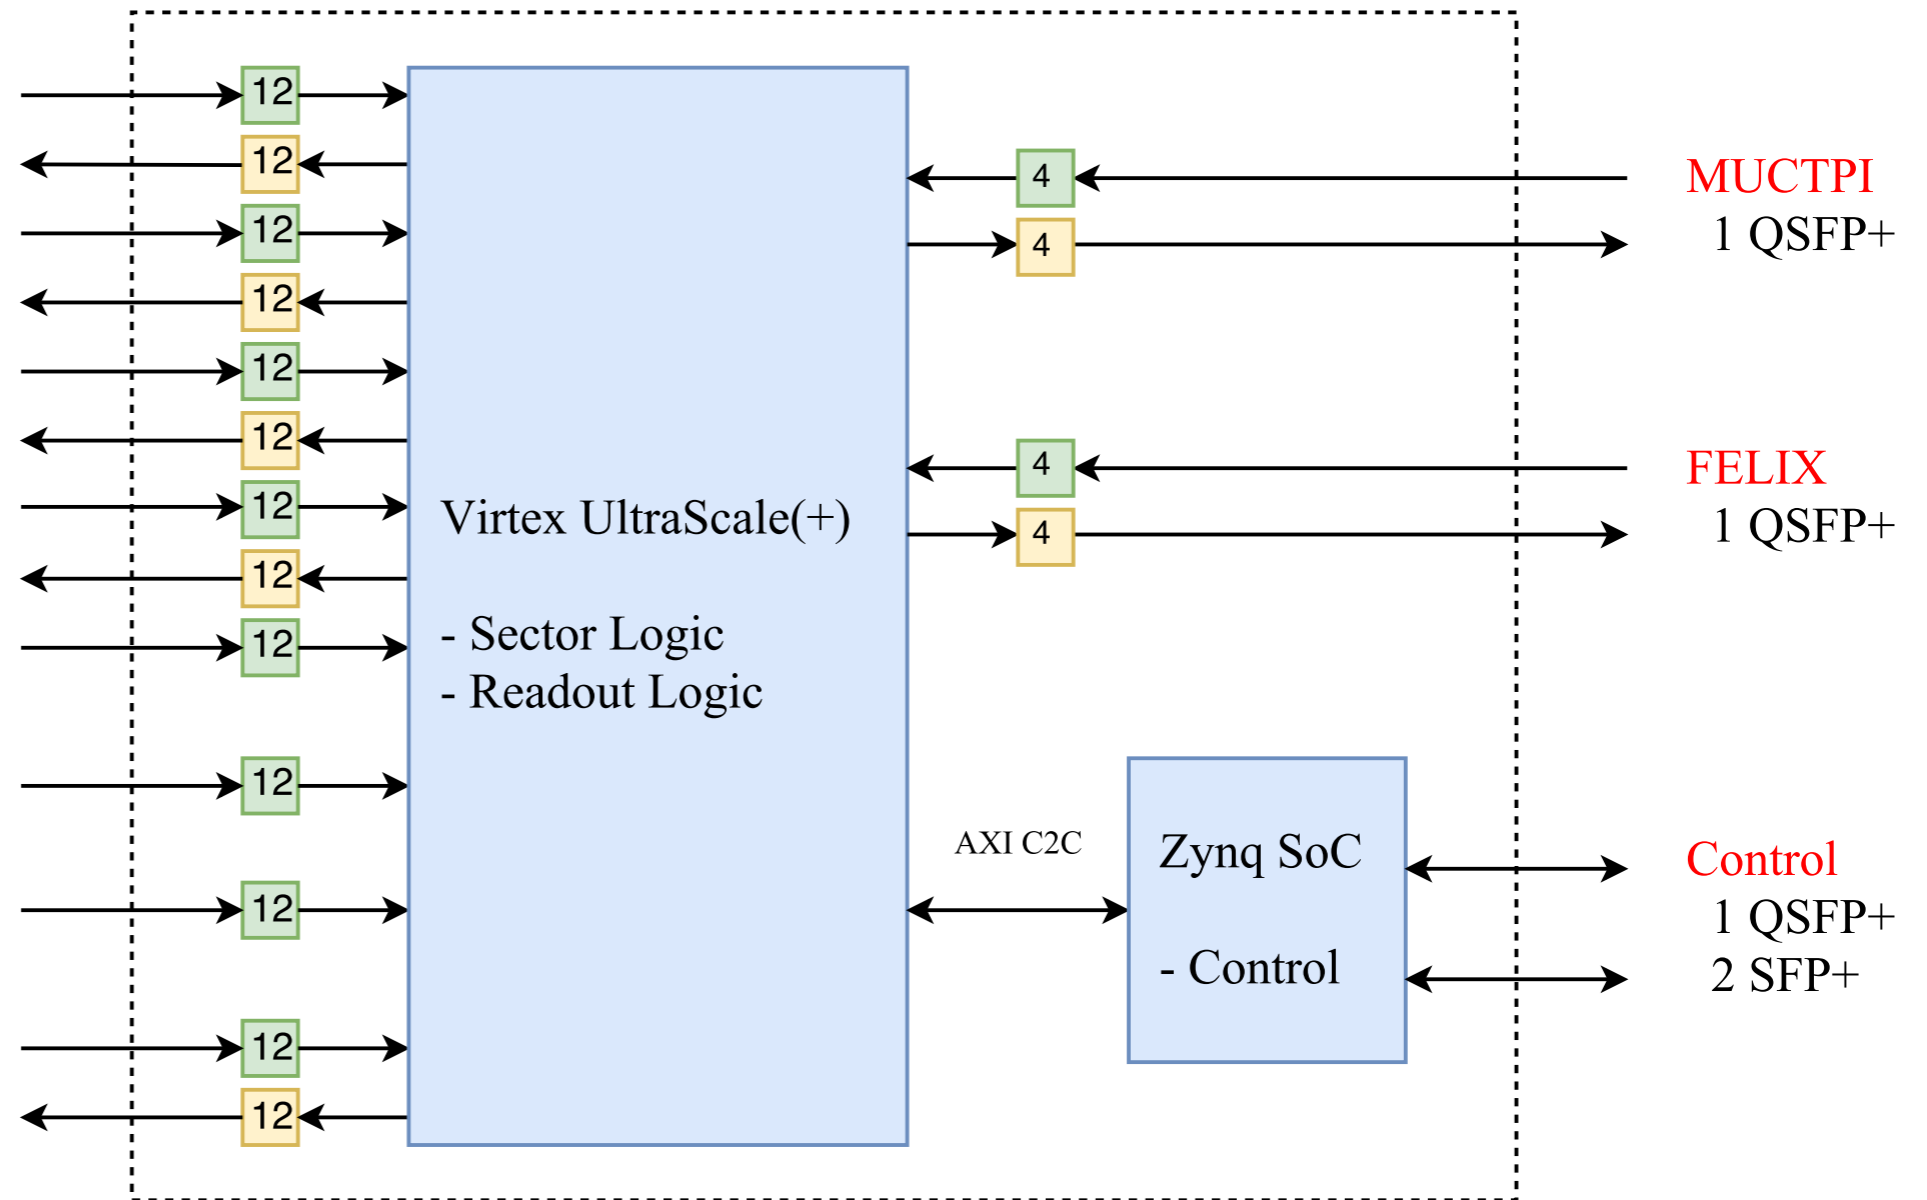 12
12
12
12
12
12
12
12
12
12
12
12
12
Virtex UltraScale(+)
- Sector Logic
- Readout Logic
4
4
4
4
MUCTPI
1 QSFP+
FELIX
1 QSFP+
AXI C2C
Zynq SoC
- Control
Control
1 QSFP+
2 SFP+